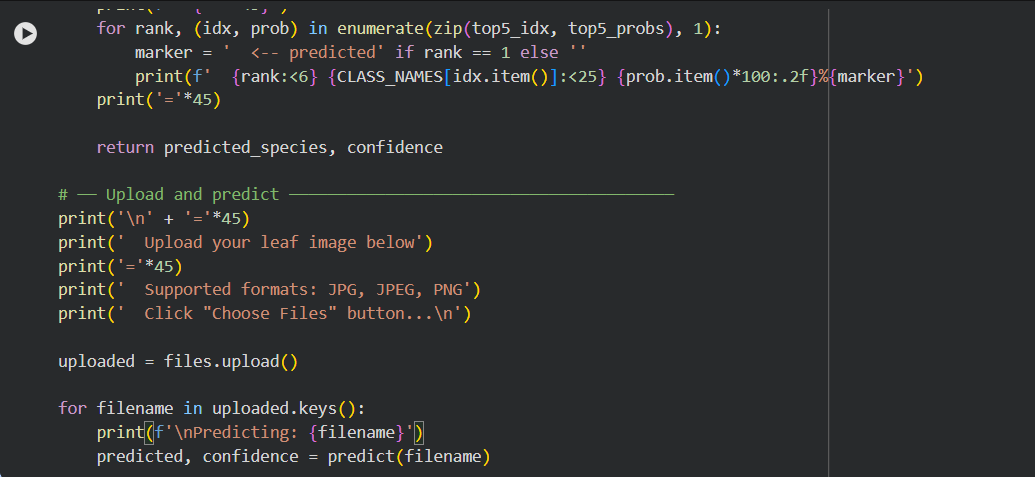 for rank, (idx, prob) in enumerate(zip(top5_idx, top5_probs), 1):
marker = '  <-- predicted' if rank == 1 else ''
print(f'  {rank:<6} {CLASS_NAMES[idx.item()]:<25} {prob.item()*100:.2f}%{marker}')
print('='*45)
return predicted_species, confidence
# ── Upload and predict ────────────────────────────────────────
print('\n' + '='*45)
print('  Upload your leaf image below')
print('='*45)
print('  Supported formats: JPG, JPEG, PNG')
print('  Click "Choose Files" button...\n')
uploaded = files.upload()
for filename in uploaded.keys():
print(f'\nPredicting: {filename}')
predicted, confidence = predict(filename)